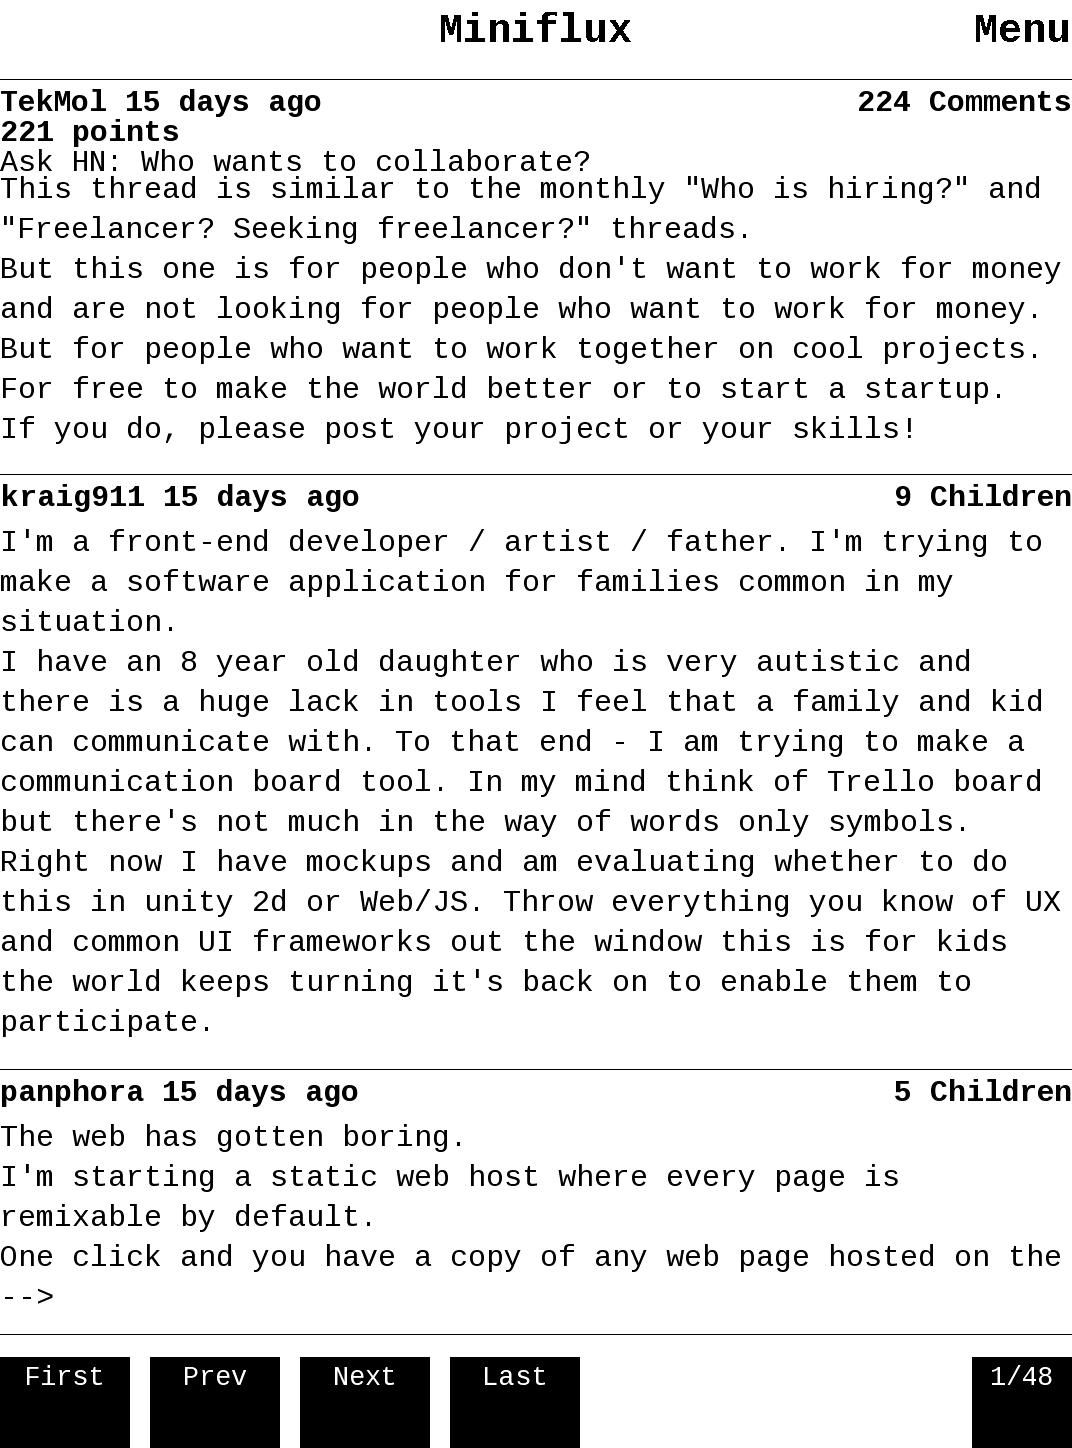 Miniflux Menu
TekMol 15 days ago 224 Comments
221 points
Ask HN: Who wants to collaborate?
This thread is similar to the monthly "Who is hiring?" and
"Freelancer? Seeking freelancer?" threads.
But this one is for people who don't want to work for money
and are not looking for people who want to work for money.
But for people who want to work together on cool projects.
For free to make the world better or to start a startup.
If you do, please post your project or your skills!
kraig911 15 days ago 9 Children
I'm a front-end developer / artist / father. I'm trying to
make a software application for families common in my
situation.
I have an 8 year old daughter who is very autistic and
there is a huge lack in tools I feel that a family and kid
can communicate with. To that end - I am trying to make a
communication board tool. In my mind think of Trello board
but there's not much in the way of words only symbols.
Right now I have mockups and am evaluating whether to do
this in unity 2d or Web/JS. Throw everything you know of UX
and common UI frameworks out the window this is for kids
the world keeps turning it's back on to enable them to
participate.
panphora 15 days ago 5 Children
The web has gotten boring.
I'm starting a static web host where every page is
remixable by default.
One click and you have a copy of any web page hosted on the
-->
First Prev Next Last 1/48